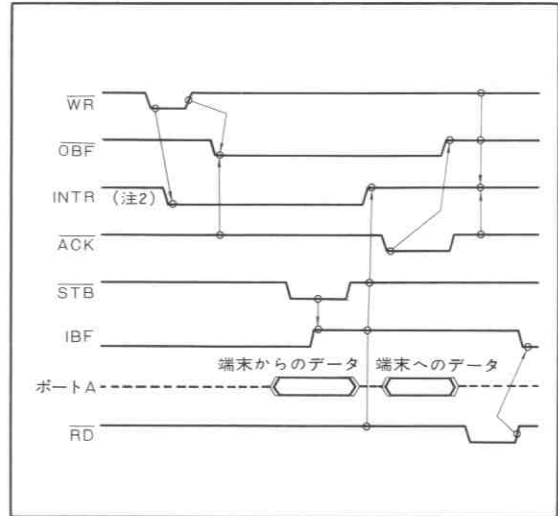 WR
OBF
INTR (注2)
ACK
STB
IBF
端末からのデータ 端末へのデータ
ポートA
RD